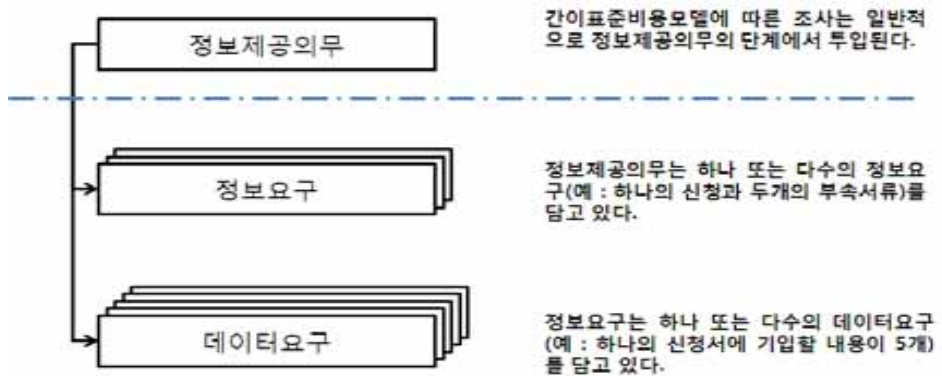 정보제공의무
간이표준비용모델에 따른 조사는 일반적
으로 정보제공의무의 단계에서 투입된다.
정보요구
정보제공의무는 하나 또는 다수의 정보요
구(예 : 하나의 신청과 두개의 부속서류)를
담고 있다.
데이터요구
정보요구는 하나 또는 다수의 데이터요구
(예 : 하나의 신청서에 기입할 내용이 5개)
를 담고 있다.